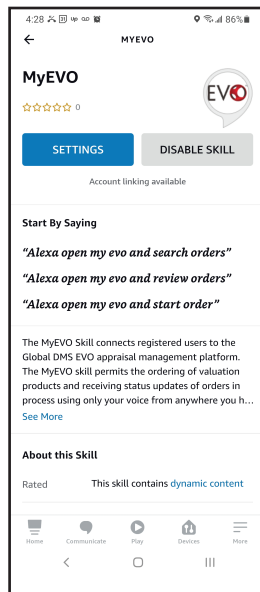 4:28 31 86%
MYEVO
MyEVO
EVO
0
SETTINGS DISABLE SKILL
Account linking available
Start By Saying
“Alexa open my evo and search orders”
“Alexa open my evo and review orders”
“Alexa open my evo and start order”
The MyEVO Skill connects registered users to the
Global DMS EVO appraisal management platform.
The MyEVO skill permits the ordering of valuation
products and receiving status updates of orders in
process using only your voice from anywhere you h...
See More
About this Skill
Rated This skill contains dynamic content
Home Communicate Play Devices More